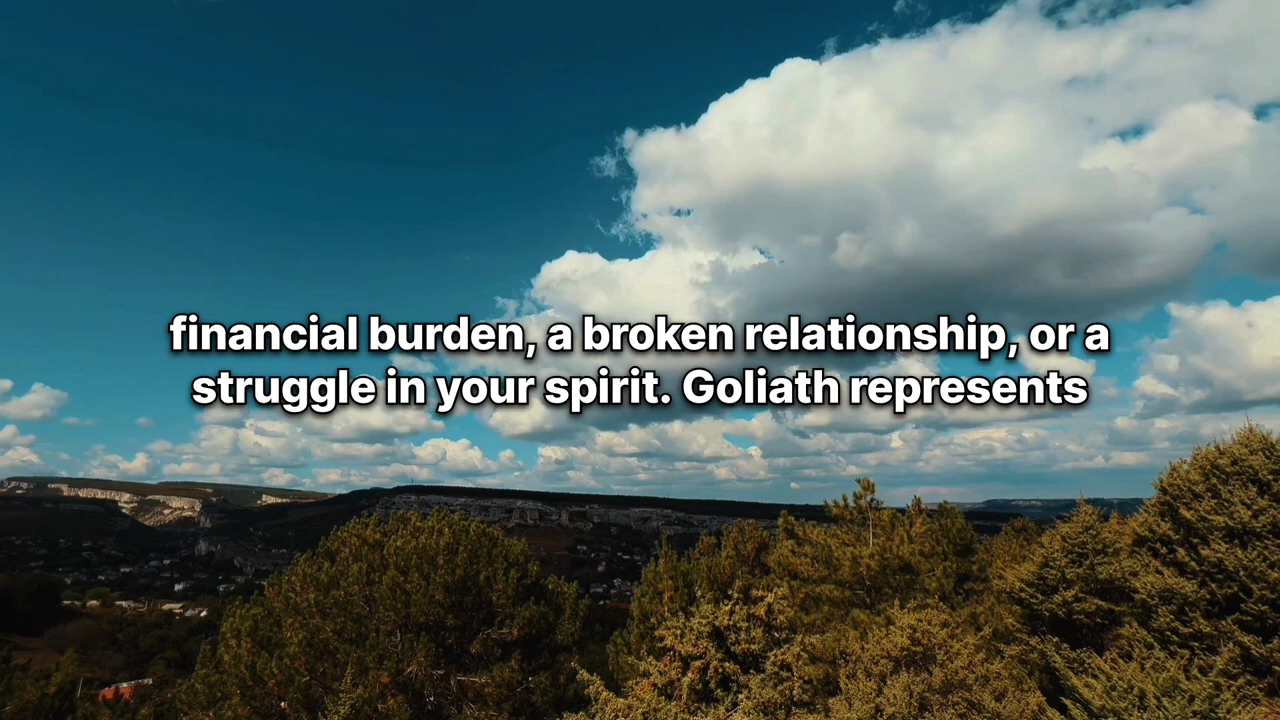 financial burden, a broken relationship, or a
struggle in your spirit. Goliath represents